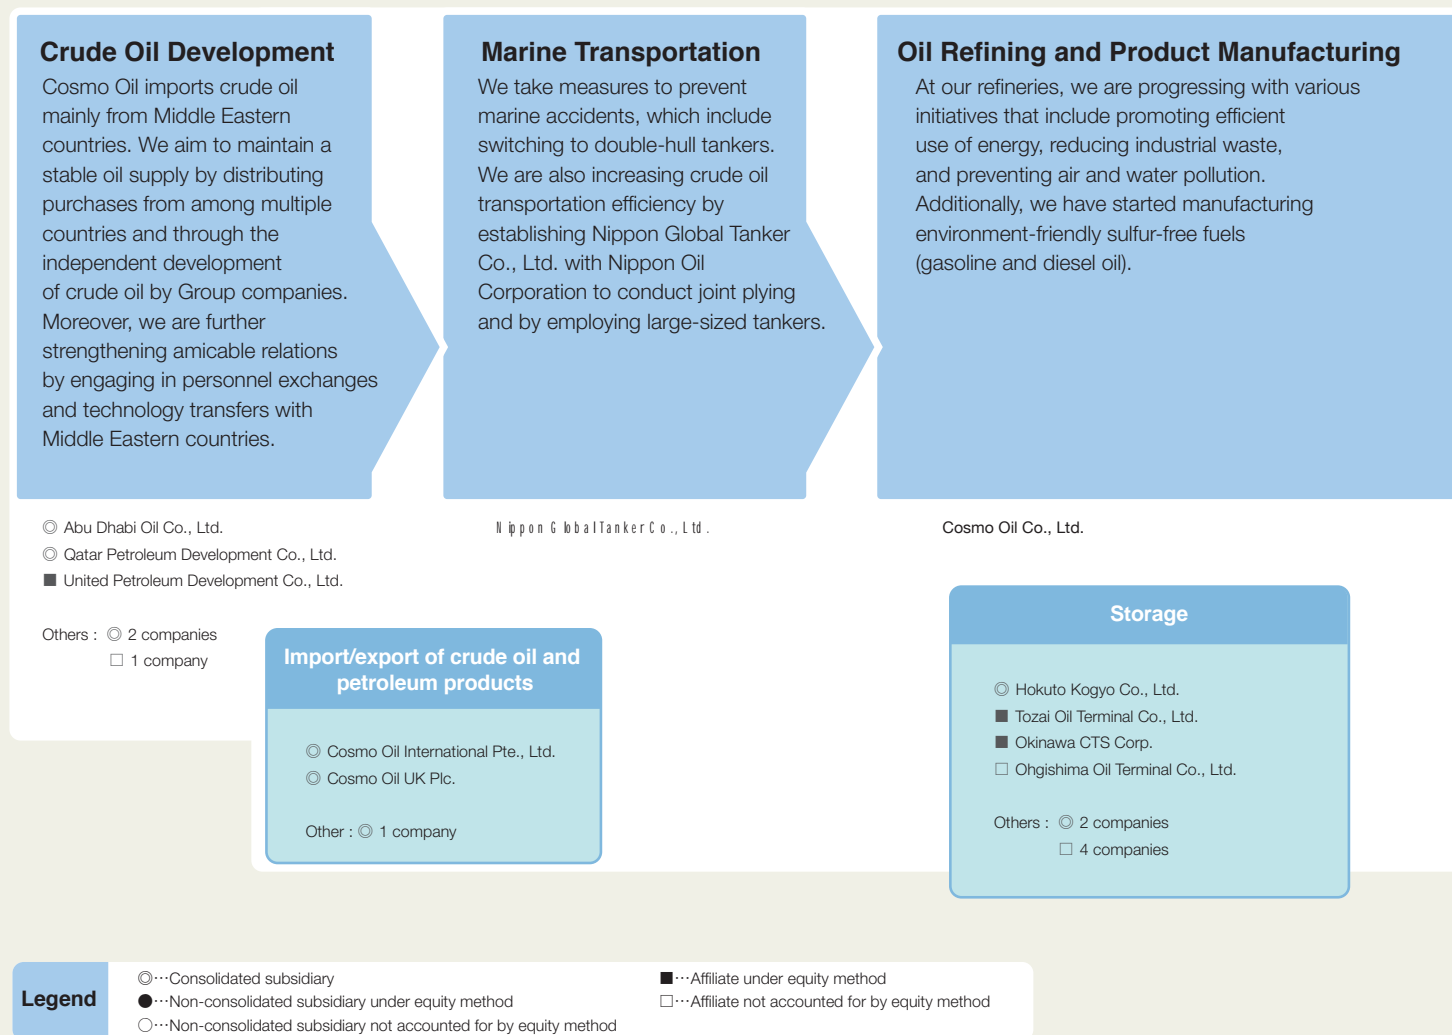 Crude Oil Development
Cosmo Oil imports crude oil
mainly from Middle Eastern
countries. We aim to maintain a
stable oil supply by distributing
purchases from among multiple
countries and through the
independent development
of crude oil by Group companies.
Moreover, we are further
strengthening amicable relations
by engaging in personnel exchanges
and technology transfers with
Middle Eastern countries.
◎ Abu Dhabi Oil Co., Ltd.
◎ Qatar Petroleum Development Co., Ltd.
■ United Petroleum Development Co., Ltd.
Others : ◎ 2 companies
□ 1 company
Marine Transportation
We take measures to prevent
marine accidents, which include
switching to double-hull tankers.
We are also increasing crude oil
transportation efficiency by
establishing Nippon Global Tanker
Co., Ltd. with Nippon Oil
Corporation to conduct joint plying
and by employing large-sized tankers.
Nippon Global Tanker Co., Ltd.
Import/export of crude oil and
petroleum products
◎ Cosmo Oil International Pte., Ltd.
◎ Cosmo Oil UK Plc.
Other : ◎ 1 company
Oil Refining and Product Manufacturing
At our refineries, we are progressing with various
initiatives that include promoting efficient
use of energy, reducing industrial waste,
and preventing air and water pollution.
Additionally, we have started manufacturing
environment-friendly sulfur-free fuels
(gasoline and diesel oil).
Cosmo Oil Co., Ltd.
Storage
◎ Hokuto Kogyo Co., Ltd.
■ Tozai Oil Terminal Co., Ltd.
■ Okinawa CTS Corp.
□ Ohgishima Oil Terminal Co., Ltd.
Others : ◎ 2 companies
□ 4 companies
Legend
◎…Consolidated subsidiary
●…Non-consolidated subsidiary under equity method
○…Non-consolidated subsidiary not accounted for by equity method
■…Affiliate under equity method
□…Affiliate not accounted for by equity method